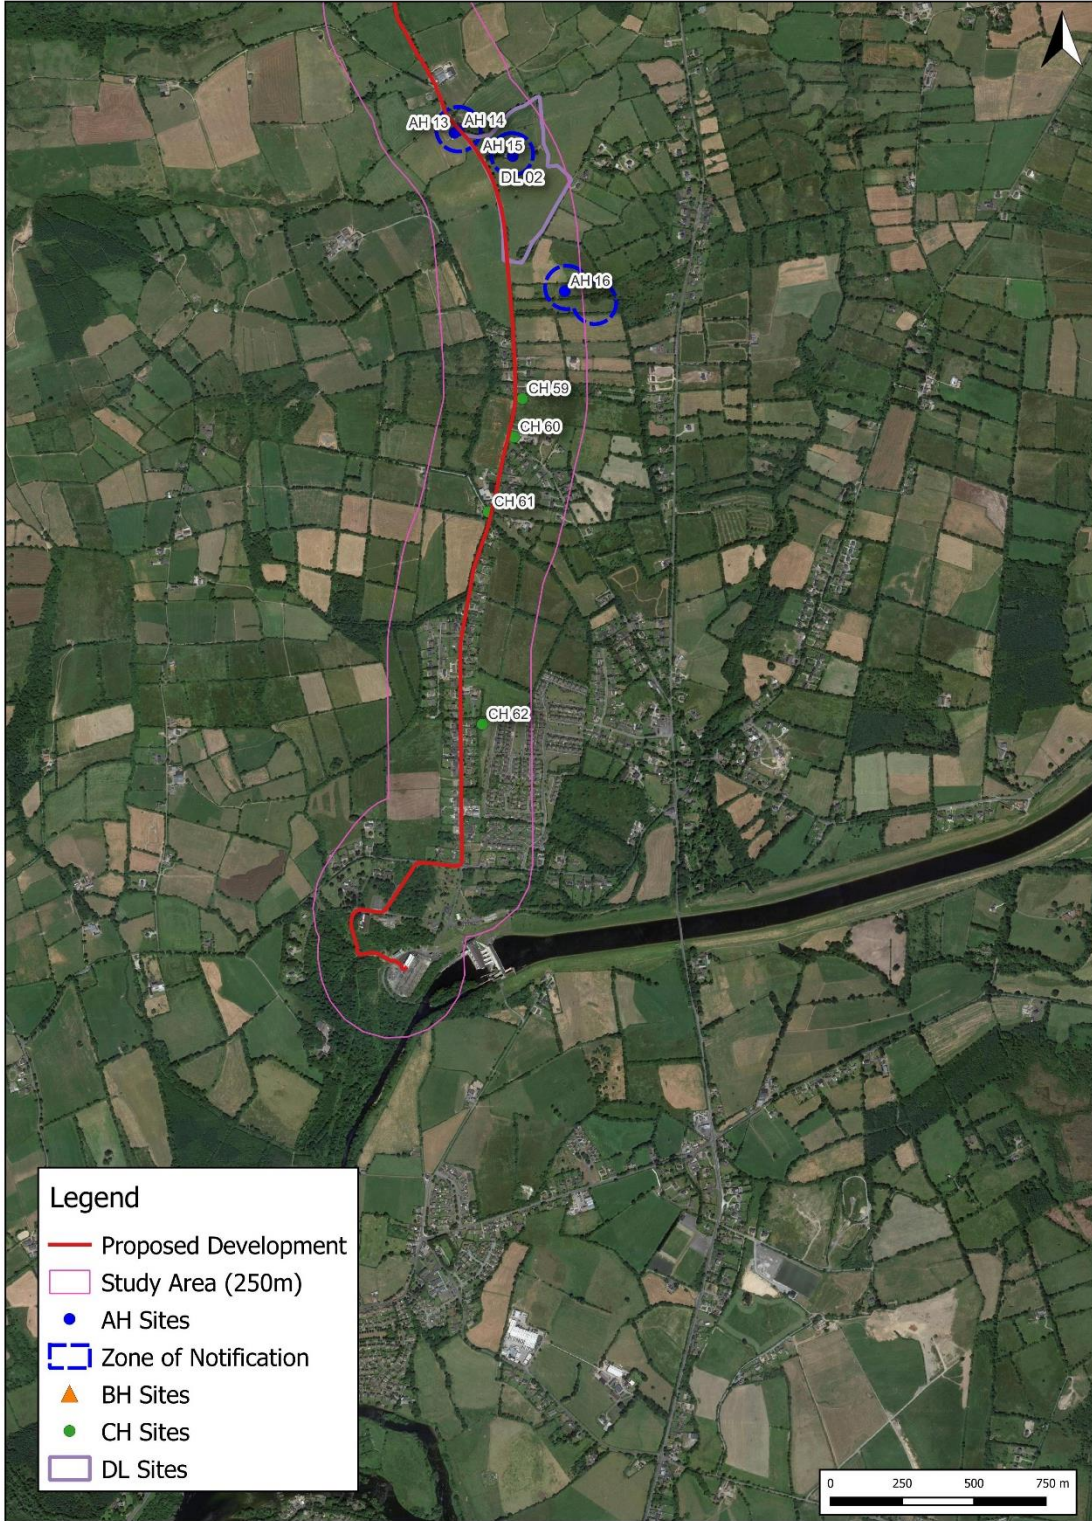 AH 13
AH 14
AH 15
DL 02
AH 16
CH 59
CH 60
CH 61
CH 62
Legend
Proposed Development
Study Area (250m)
AH Sites
Zone of Notification
BH Sites
CH Sites
DL Sites
0 250 500 750 m